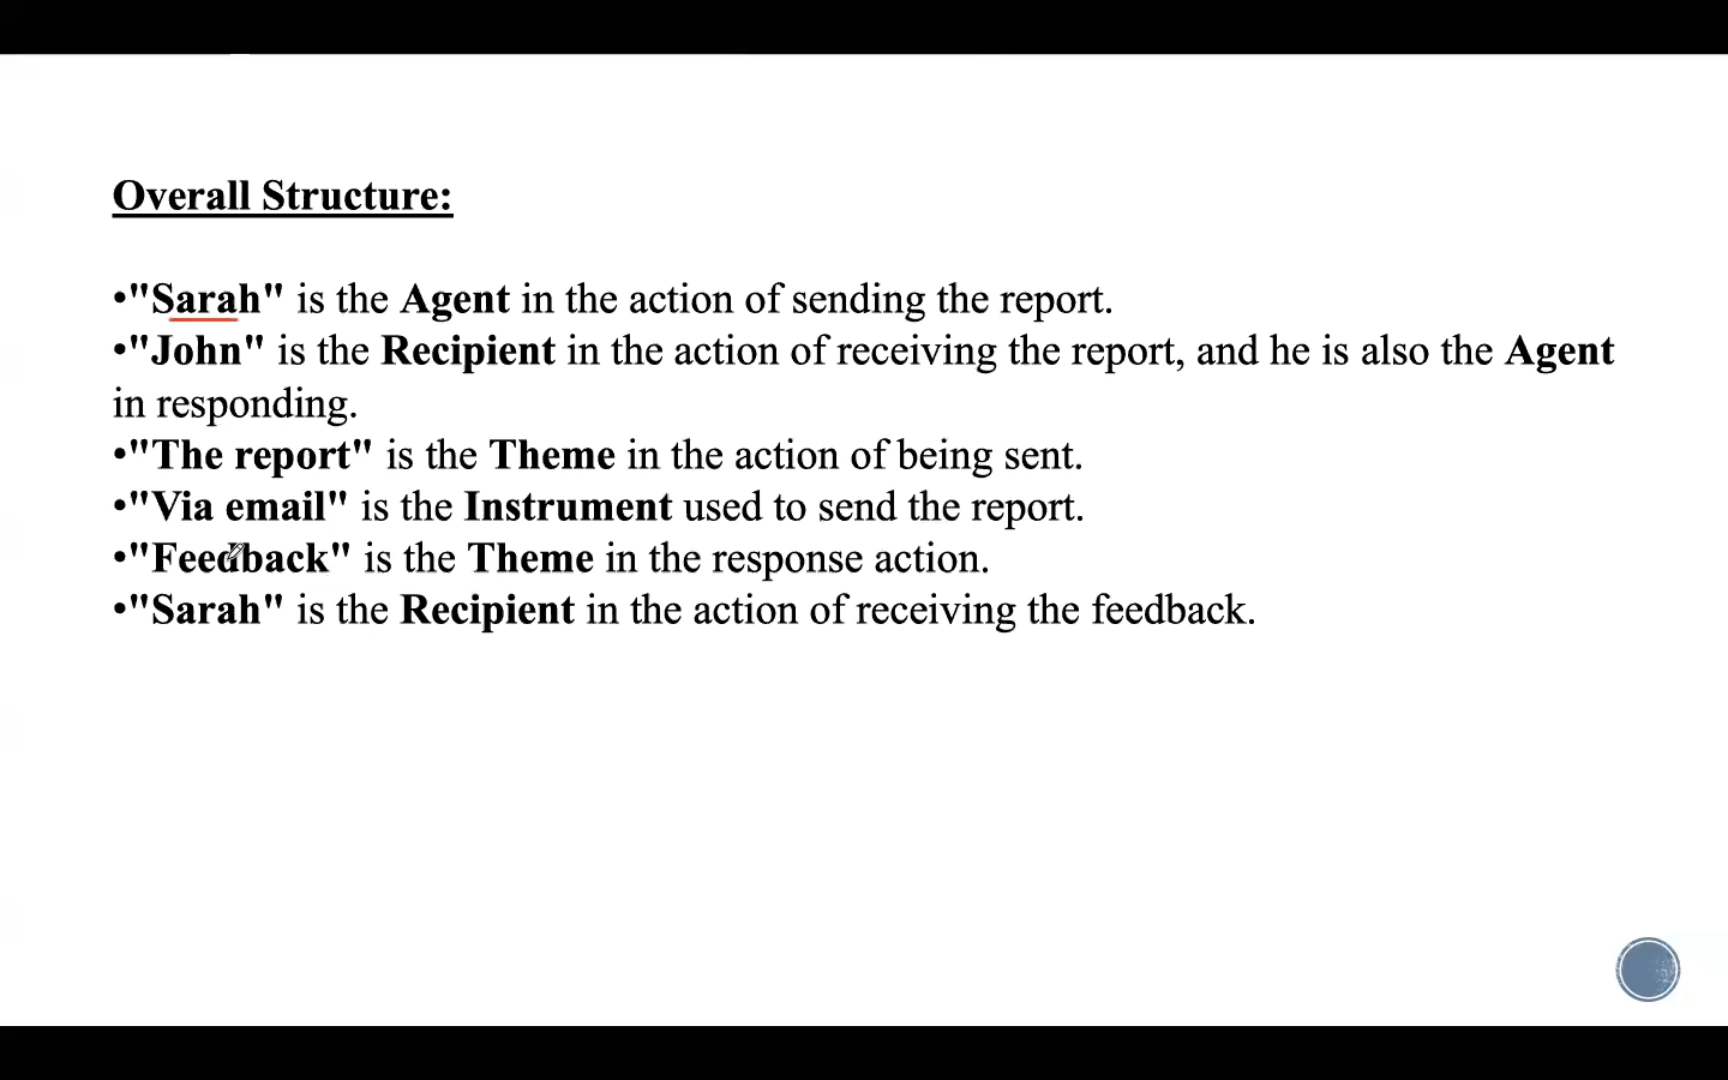 Overall Structure:
•"Sarah" is the Agent in the action of sending the report.
•"John" is the Recipient in the action of receiving the report, and he is also the Agent
in responding.
•"The report" is the Theme in the action of being sent.
•"Via email" is the Instrument used to send the report.
•"Feedback" is the Theme in the response action.
•"Sarah" is the Recipient in the action of receiving the feedback.